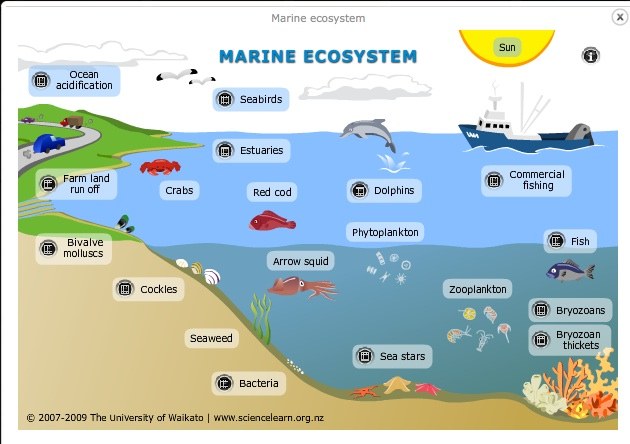 Marine ecosystem
MARINE ECOSYSTEM
Sun
Ocean
acidification
Seabirds
Estuaries
Farm land
run off
Crabs
Red cod
Dolphins
Commercial
fishing
Phytoplankton
Bivalve
molluscs
Fish
Arrow squid
Cockles
Zooplankton
Bryozoans
Seaweed
Bryozoan
thickets
Sea stars
Bacteria
© 2007-2009 The University of Waikato | www.sciencelearn.org.nz